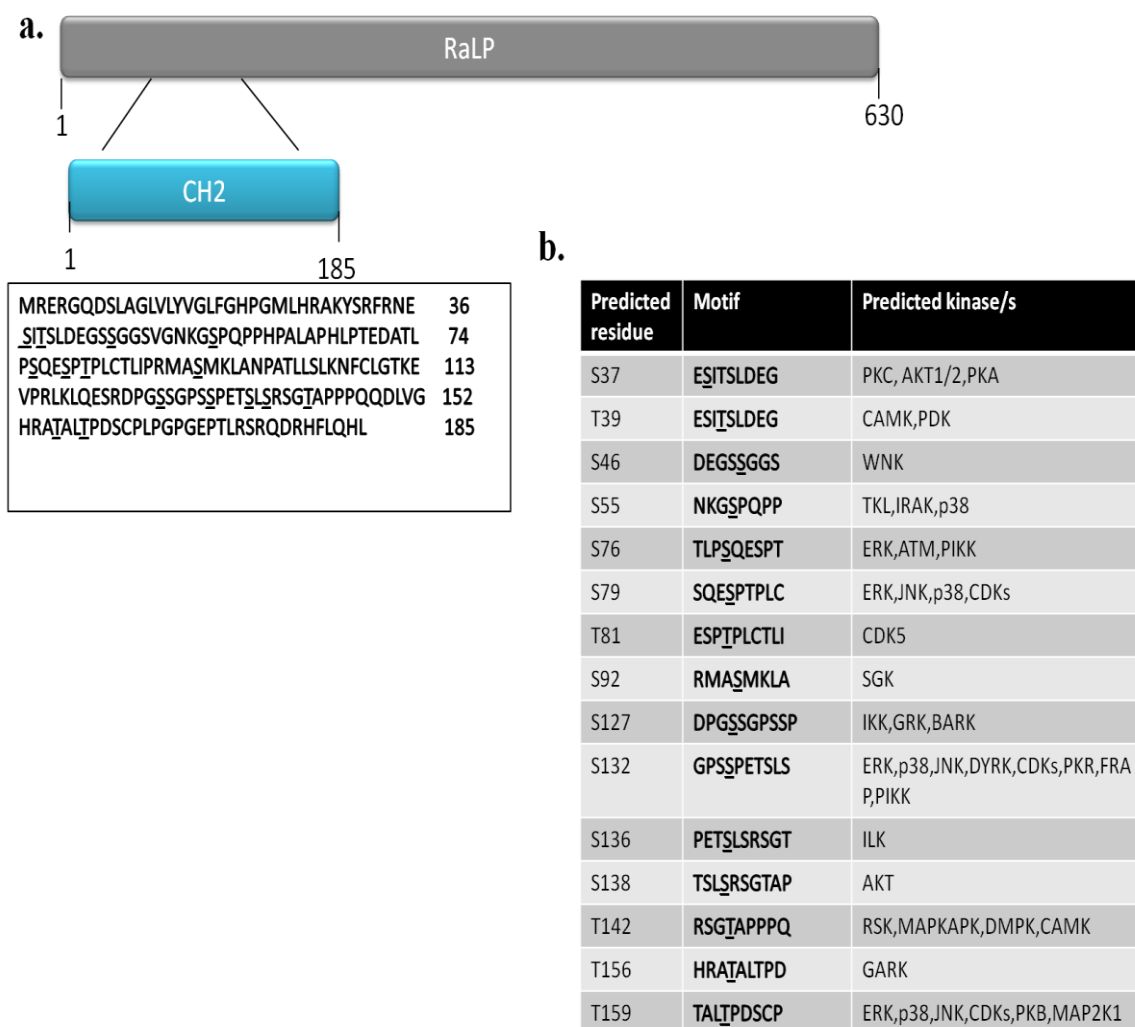 a.
RaLP
1
630
CH2
1
185
MRERGQDSLAGLVLYVGLFGHPGMLHRAKYSRFRNE 36
SITSLDEGSSGGSVGNKGSPQPPHPALAPHLPTEDATL 74
PSQESPTPLCTLIPRMASMKLANPATLLSLKNFCLGTKE 113
VPRLKLQESRDPGSSGPSSPETSLSRSGTAPPPQQDLVG 152
HRATALTPDSCPLPGPGEPTLRSRQDRHFLQHL 185
b.
Predicted residue Motif Predicted kinase/s
S37 ESITSLDEG PKC, AKT1/2,PKA
T39 ESITSLDEG CAMK,PDK
S46 DEGSSGGS WNK
S55 NKGSPQPP TKL,IRAK,p38
S76 TLPSQESPT ERK,ATM,PIKK
S79 SQESPTPLC ERK,JNK,p38,CDKs
T81 ESPTPLCTLI CDK5
S92 RMASMKLA SGK
S127 DPGSSGPSSP IKK,GRK,BARK
S132 GPSSPETSLS ERK,p38,JNK,DYRK,CDKs,PKR,FRA
P,PIKK
S136 PETSLSRSGT ILK
S138 TSLSRSGTAP AKT
T142 RSGTAPPPQ RSK,MAPKAPK,DMPK,CAMK
T156 HRATALTPD GARK
T159 TALTPDSCP ERK,p38,JNK,CDKs,PKB,MAP2K1